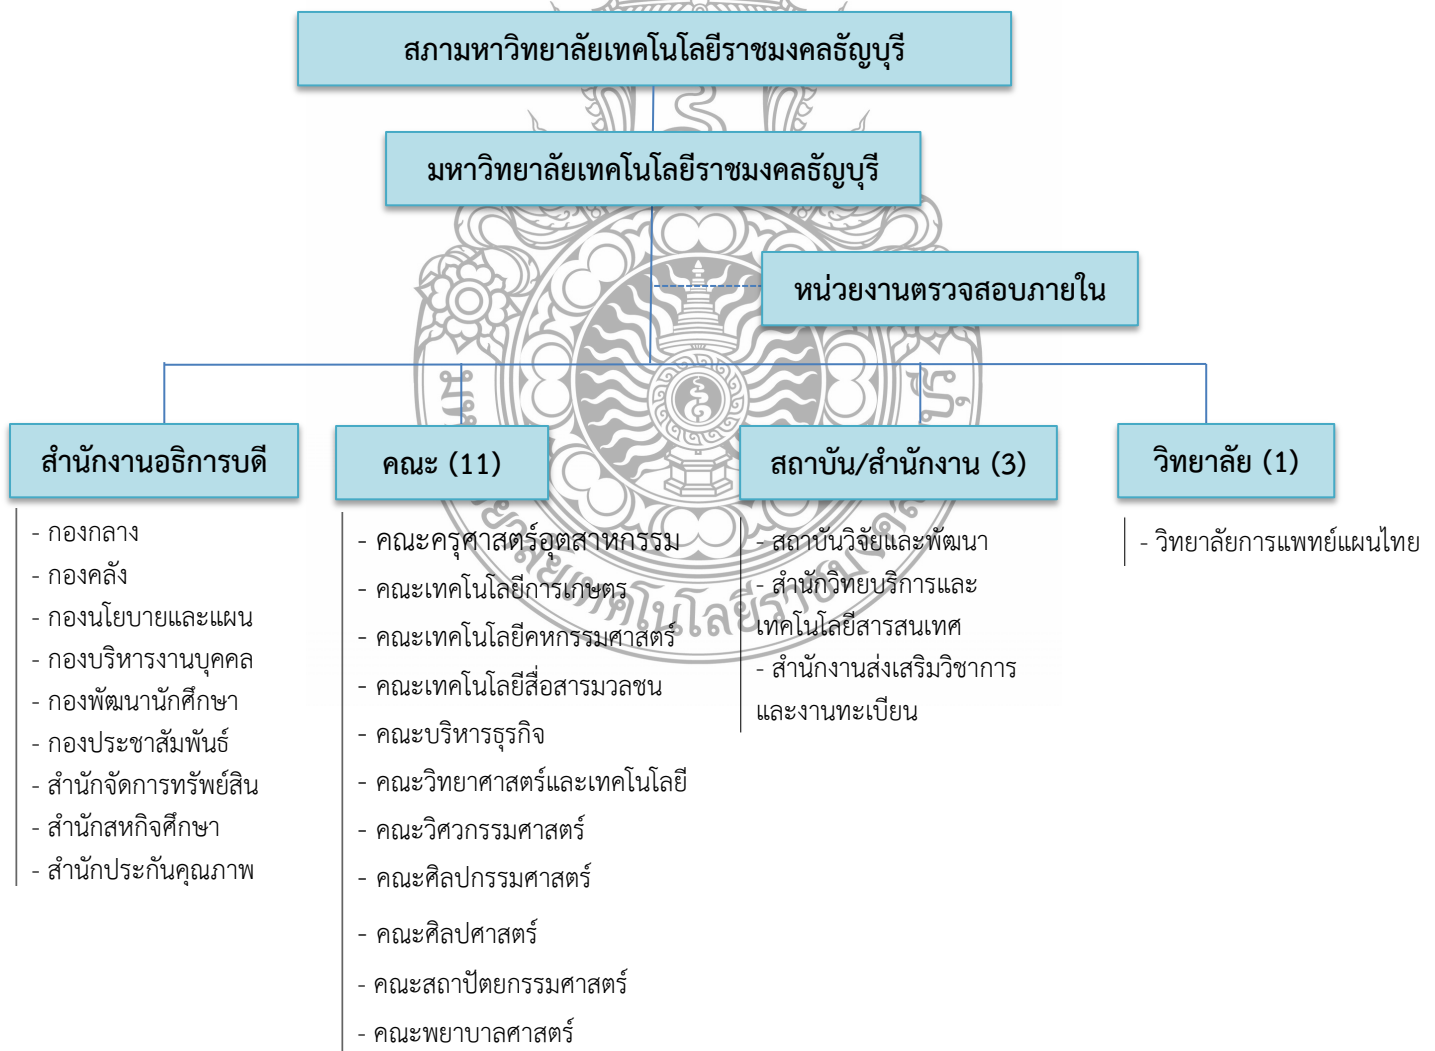 สภามหาวิทยาลัยเทคโนโลยีราชมงคลธัญบุรี
มหาวิทยาลัยเทคโนโลยีราชมงคลธัญบุรี
หน่วยงานตรวจสอบภายใน
สำนักงานอธิการบดี
- กองกลาง
- กองคลัง
- กองนโยบายและแผน
- กองบริหารงานบุคคล
- กองพัฒนานักศึกษา
- กองประชาสัมพันธ์
- สำนักจัดการทรัพย์สิน
- สำนักสหกิจศึกษา
- สำนักประกันคุณภาพ
คณะ (11)
- คณะครุศาสตร์อุตสาหกรรม
- คณะเทคโนโลยีการเกษตร
- คณะเทคโนโลยีคหกรรมศาสตร์
- คณะเทคโนโลยีสื่อสารมวลชน
- คณะบริหารธุรกิจ
- คณะวิทยาศาสตร์และเทคโนโลยี
- คณะวิศวกรรมศาสตร์
- คณะศิลปกรรมศาสตร์
- คณะศิลปศาสตร์
- คณะสถาปัตยกรรมศาสตร์
- คณะพยาบาลศาสตร์
สถาบัน/สำนักงาน (3)
- สถาบันวิจัยและพัฒนา
- สำนักวิทยบริการและ
เทคโนโลยีสารสนเทศ
- สำนักงานส่งเสริมวิชาการ
และงานทะเบียน
วิทยาลัย (1)
- วิทยาลัยการแพทย์แผนไทย